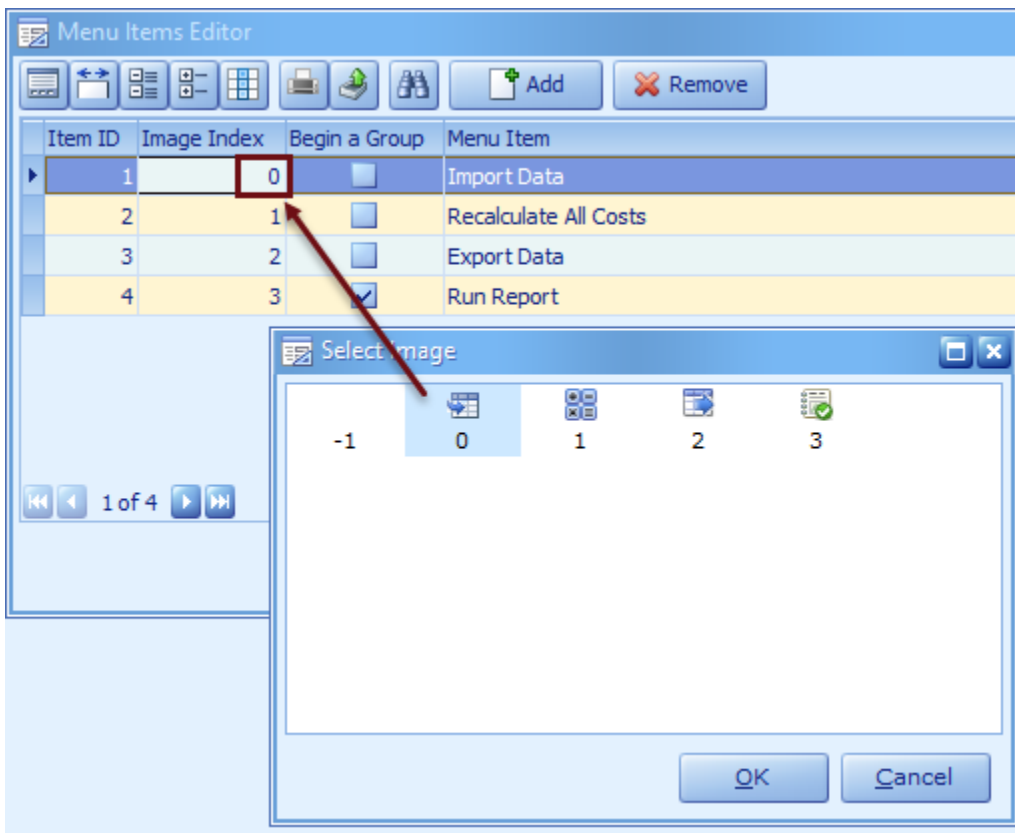 Menu Items Editor
Add Remove
Item ID Image Index Begin a Group Menu Item
1 0 Import Data
2 1 Recalculate All Costs
3 2 Export Data
4 3 Run Report
Select Image
-1 0 1 2 3
1 of 4
OK Cancel